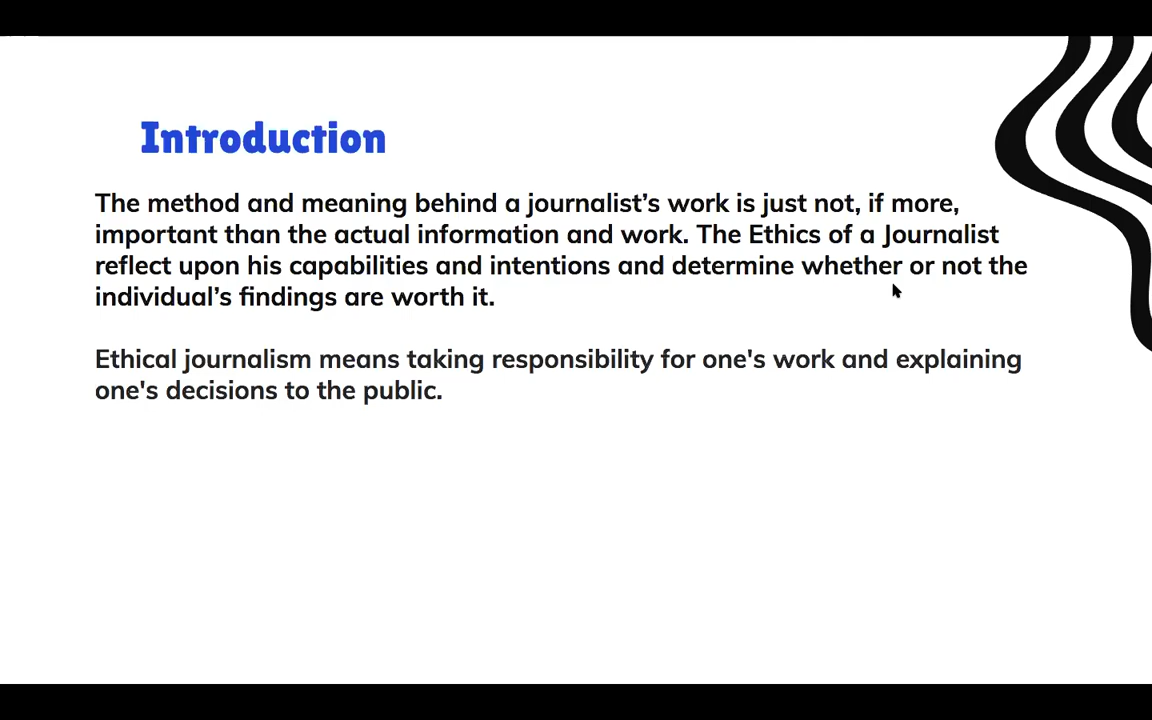 Introduction
The method and meaning behind a journalist’s work is just not, if more,
important than the actual information and work. The Ethics of a Journalist
reflect upon his capabilities and intentions and determine whether or not the
individual’s findings are worth it.
Ethical journalism means taking responsibility for one's work and explaining
one's decisions to the public.